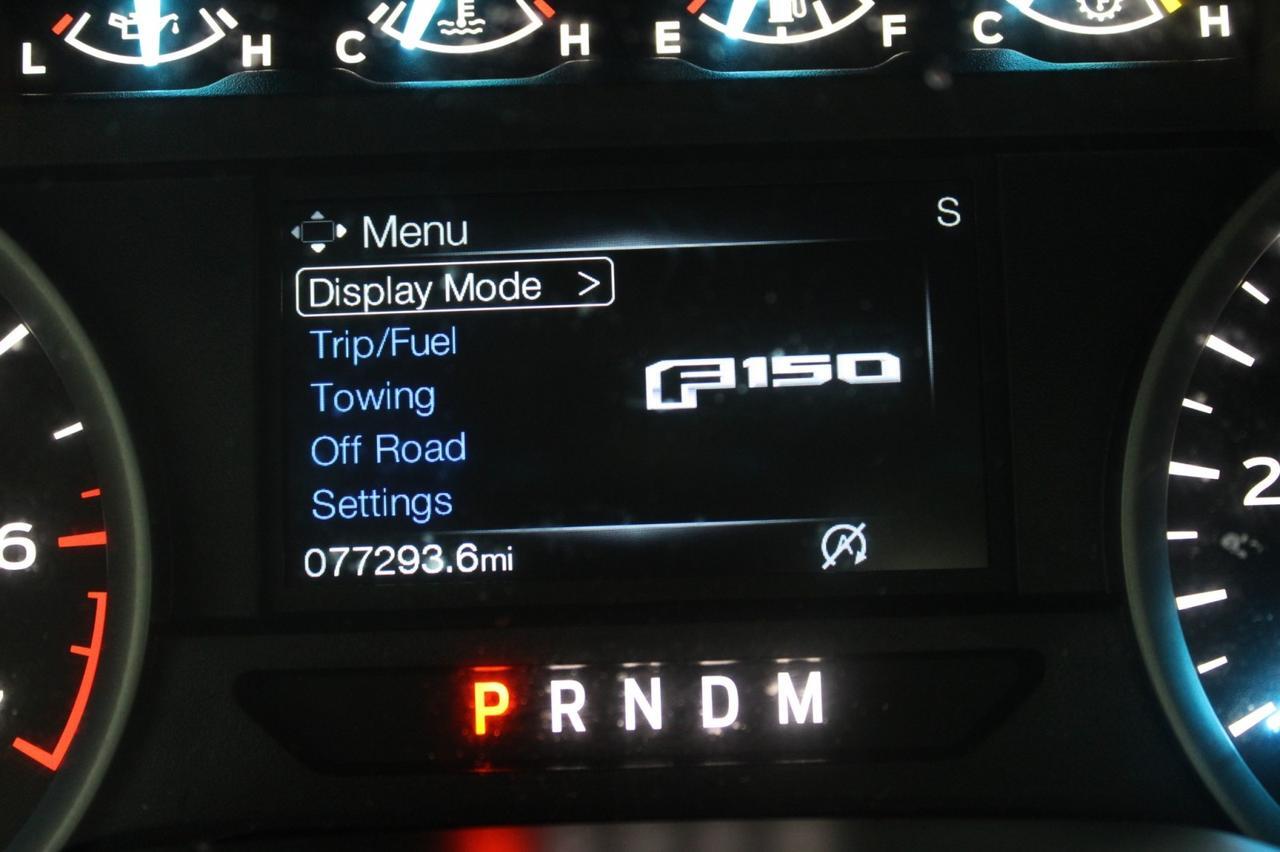 L H C H E F C H
Menu S
Display Mode >
Trip/Fuel
F150
Towing
Off Road
Settings
077293.6mi A
6
2
P R N D M